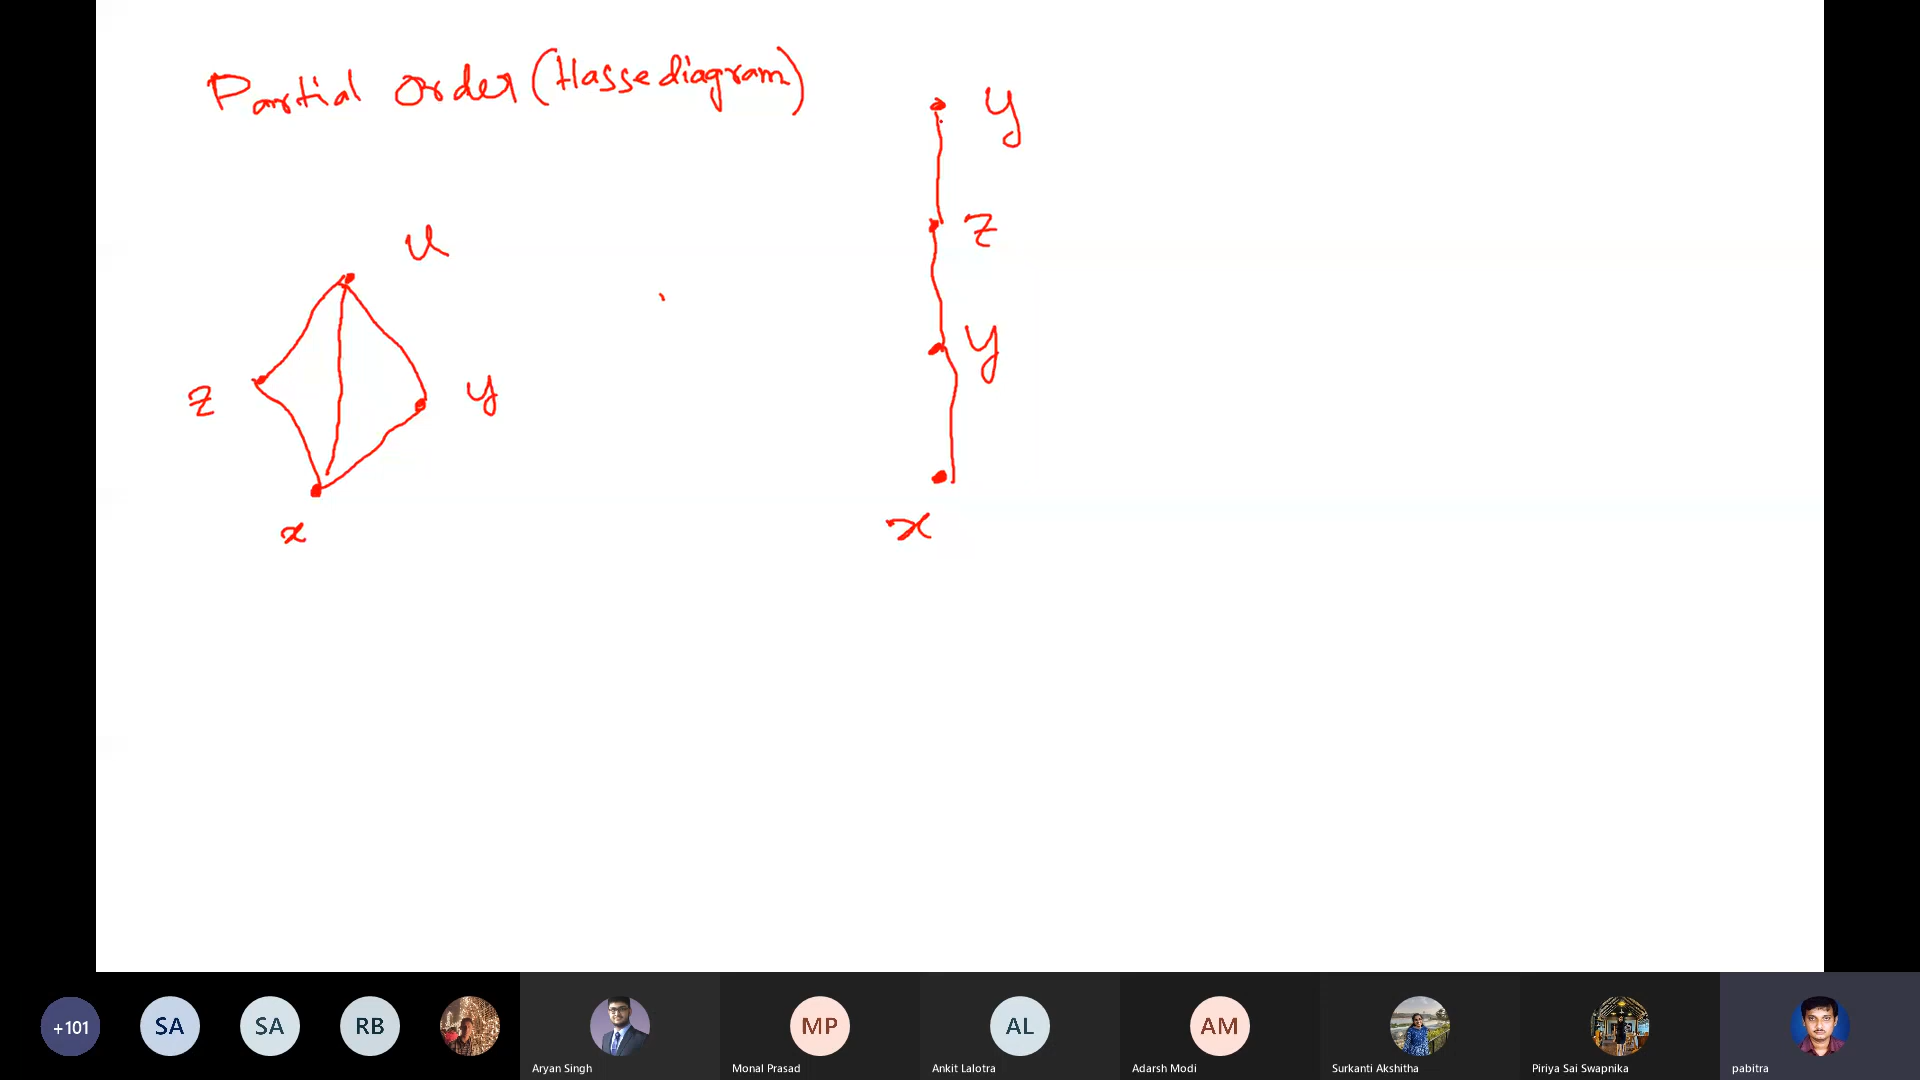 Partial Order (Hasse diagram)
y
u
z
z
y
y
x
x
+101
SA
SA
RB
MP
AL
AM
Aryan Singh
Monal Prasad
Ankit Lalotra
Adarsh Modi
Surkanti Akshitha
Piriya Sai Swapnika
pabitra